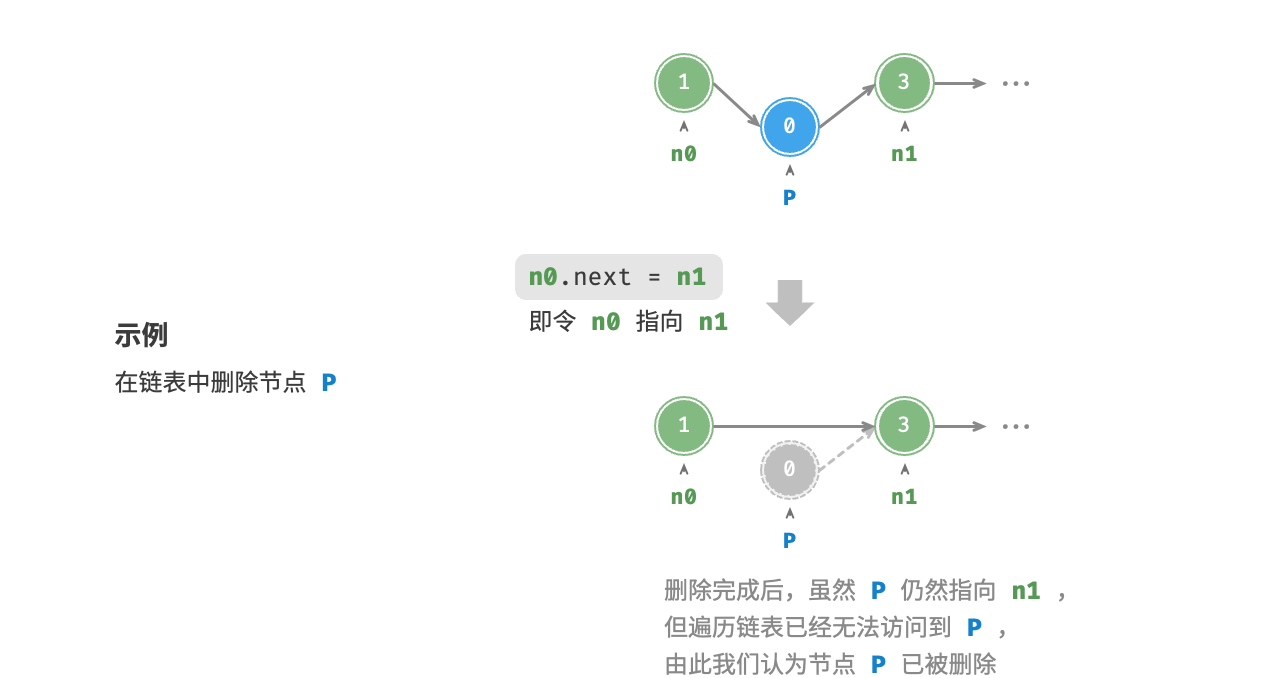 1
0
3
...
n0
n1
P
n0.next = n1
即令 n0 指向 n1
示例
在链表中删除节点 P
1
0
3
...
n0
n1
P
删除完成后，虽然 P 仍然指向 n1 ，
但遍历链表已经无法访问到 P ，
由此我们认为节点 P 已被删除